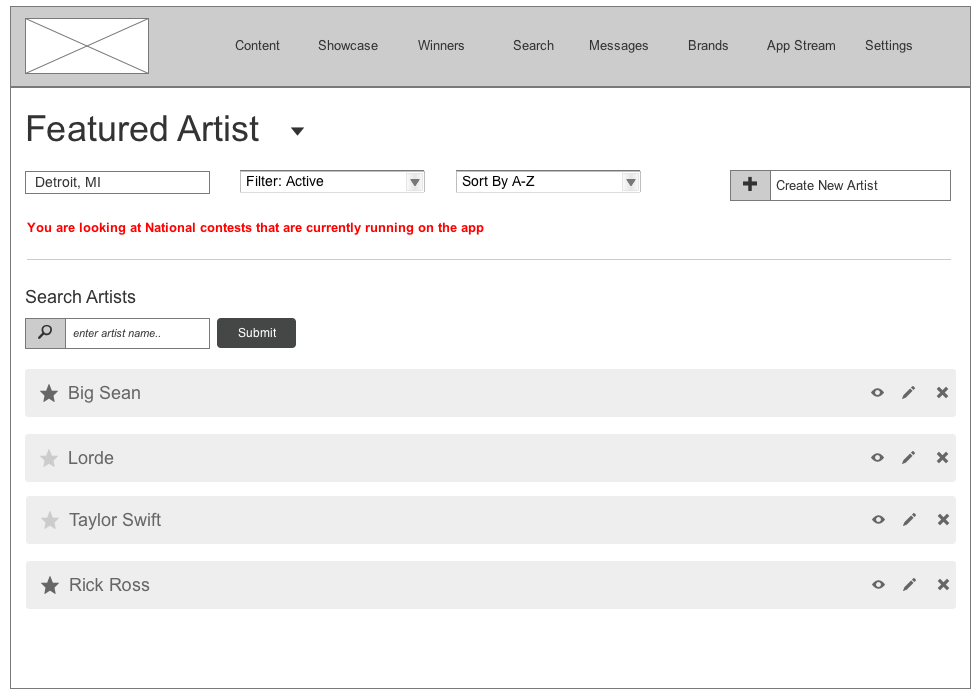 Content Showcase Winners Search Messages Brands App Stream Settings
Featured Artist
Detroit, MI Filter: Active Sort By A-Z Create New Artist
You are looking at National contests that are currently running on the app
Search Artists
enter artist name.. Submit
Big Sean
Lorde
Taylor Swift
Rick Ross